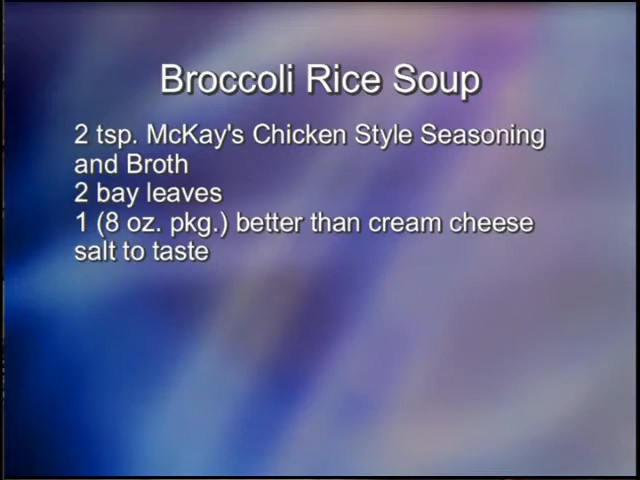 Broccoli Rice Soup
2 tsp. McKay's Chicken Style Seasoning
and Broth
2 bay leaves
1 (8 oz. pkg.) better than cream cheese
salt to taste